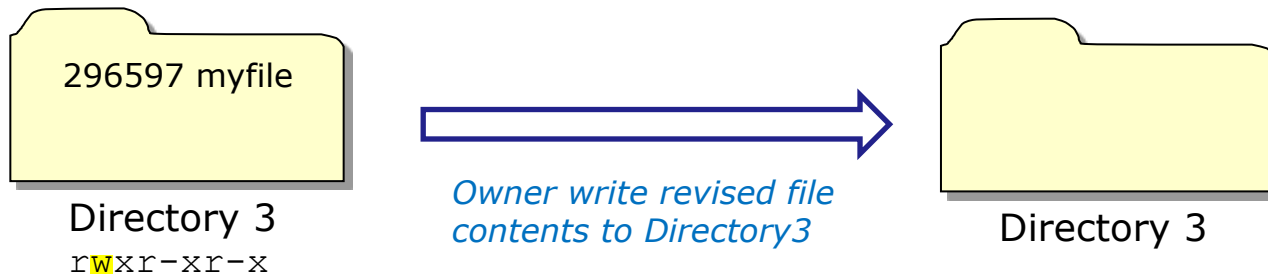 296597 myfile
Directory 3
rwxr-xr-x
Owner write revised file
contents to Directory3
Directory 3